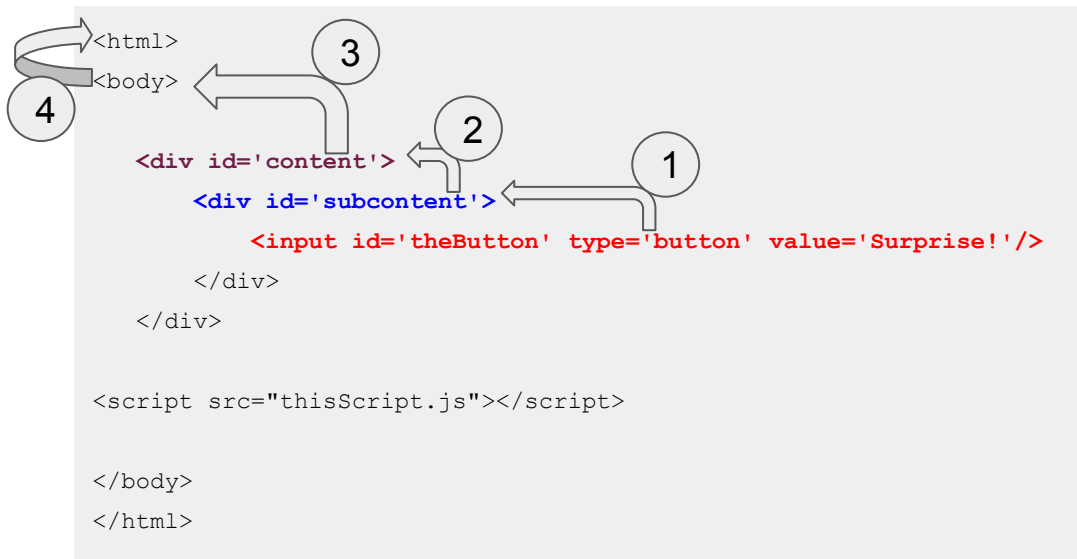 <html>
3
<body>
4
2
<div id='content'>
1
<div id='subcontent'>
<input id='theButton' type='button' value='Surprise!'/>
</div>
</div>
<script src="thisScript.js"></script>
</body>
</html>